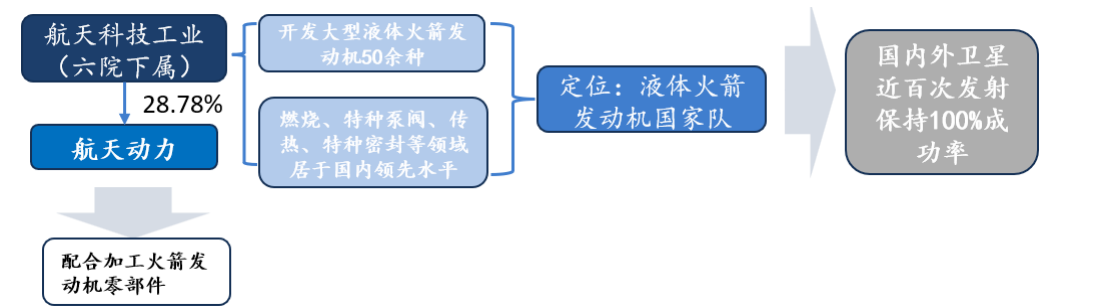 航天科技工业
（六院下属）
28.78%
航天动力
配合加工火箭发
动机零部件
开发大型液体火箭发
动机50余种
燃烧、特种泵阀、传
热、特种密封等领域
居于国内领先水平
定位：液体火箭
发动机国家队
国内外卫星
近百次发射
保持100%成
功率